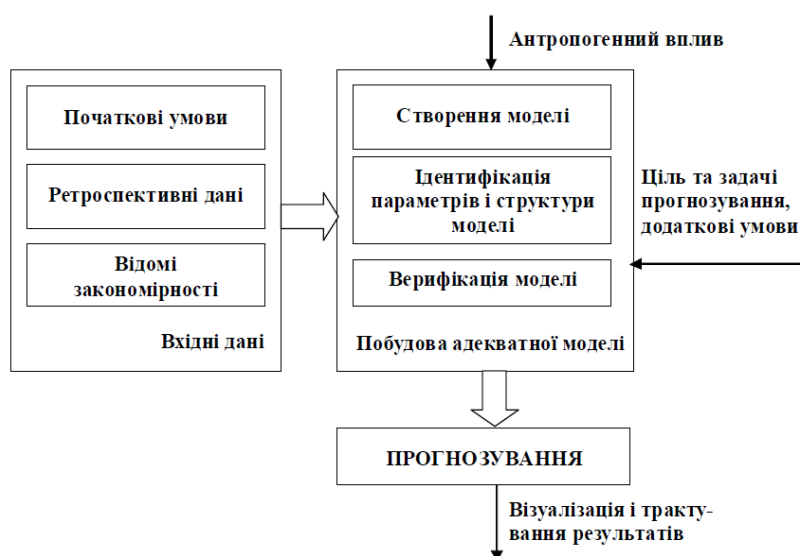 Антропогенний вплив
Початкові умови
Ретроспективні дані
Відомі
закономірності
Вхідні дані
Створення моделі
Ідентифікація
параметрів і структури
моделі
Верифікація моделі
Побудова адекватної моделі
Ціль та задачі
прогнозування,
додаткові умови
ПРОГНОЗУВАННЯ
Візуалізація і тракту-
вання результатів